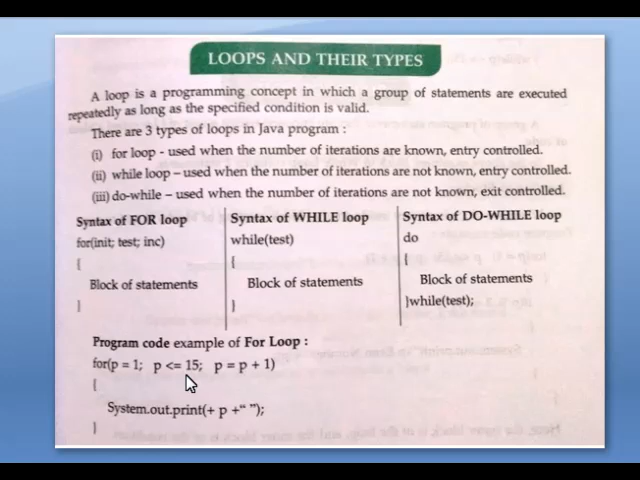 LOOPS AND THEIR TYPES
A loop is a programming concept in which a group of statements are executed
repeatedly as long as the specified condition is valid.
There are 3 types of loops in Java program :
(i) for loop - used when the number of iterations are known, entry controlled.
(ii) while loop – used when the number of iterations are not known, entry controlled.
(iii) do-while – used when the number of iterations are not known, exit controlled.
Syntax of FOR loop
for(init; test; inc)
{
Block of statements
}
Syntax of WHILE loop
while(test)
{
Block of statements
}
Syntax of DO-WHILE loop
do
{
Block of statements
}while(test);
Program code example of For Loop :
for(p = 1; p <= 15; p = p + 1)
{
System.out.print(+ p +“ ”);
}